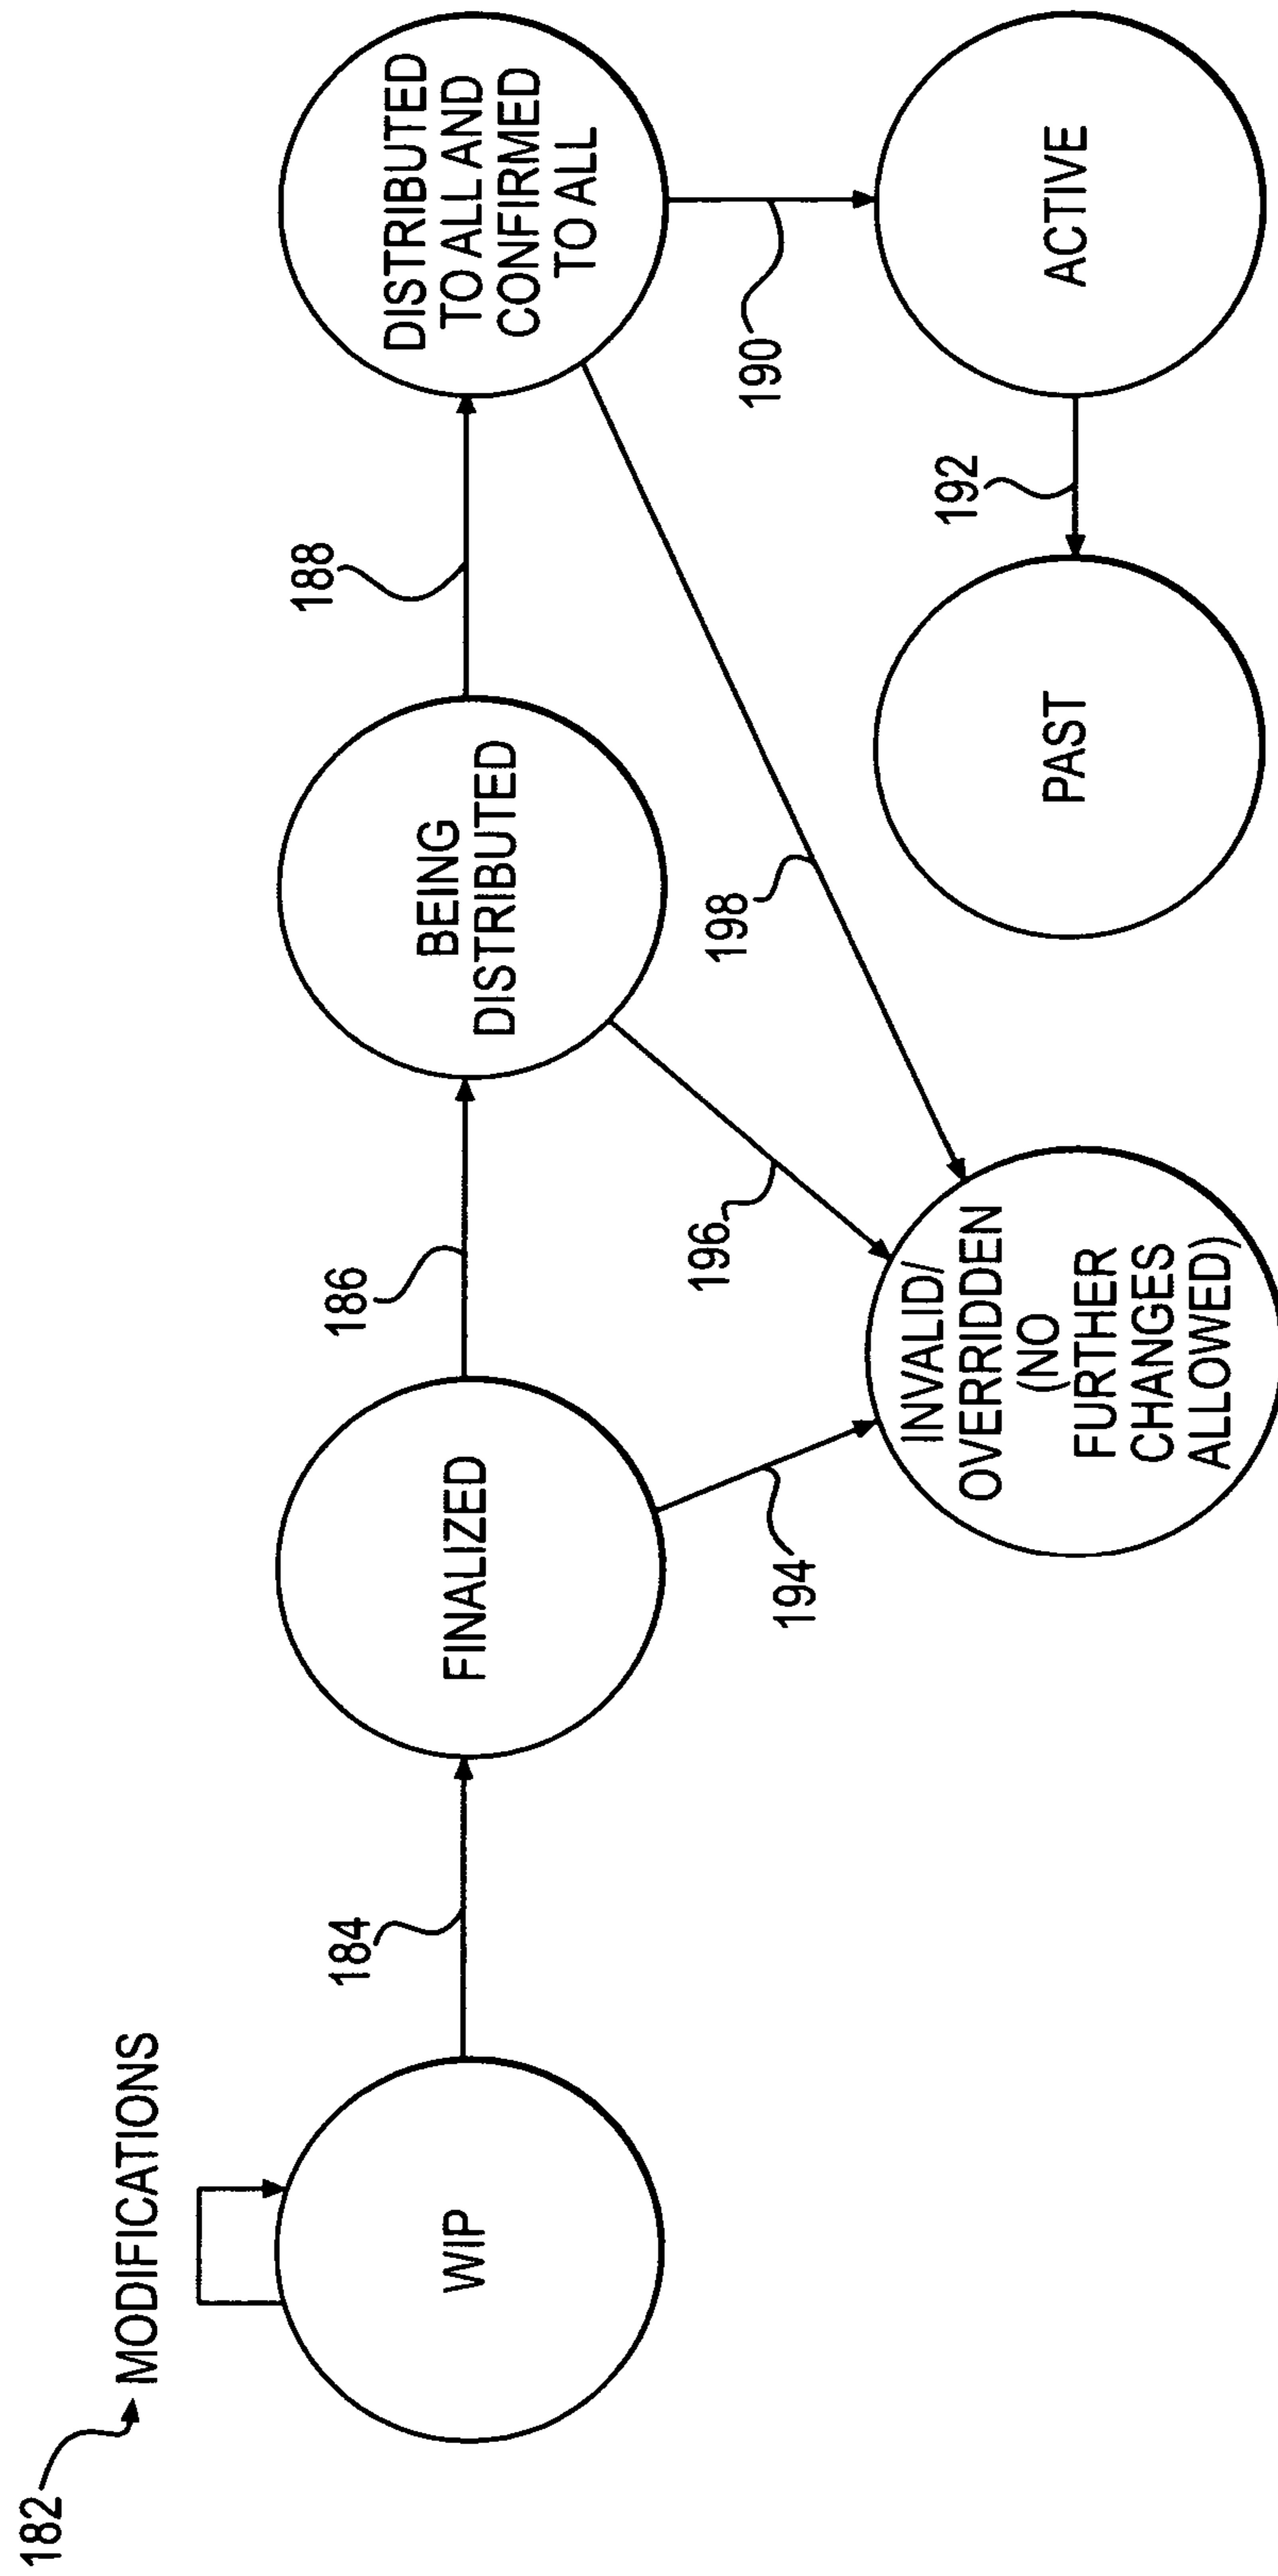 182
MODIFICATIONS
WIP
184
FINALIZED
186
BEING
DISTRIBUTED
188
DISTRIBUTED
TO ALL AND
CONFIRMED
TO ALL
194
196
198
190
INVALID/
OVERRIDDEN
(NO
FURTHER
CHANGES
ALLOWED)
PAST
192
ACTIVE